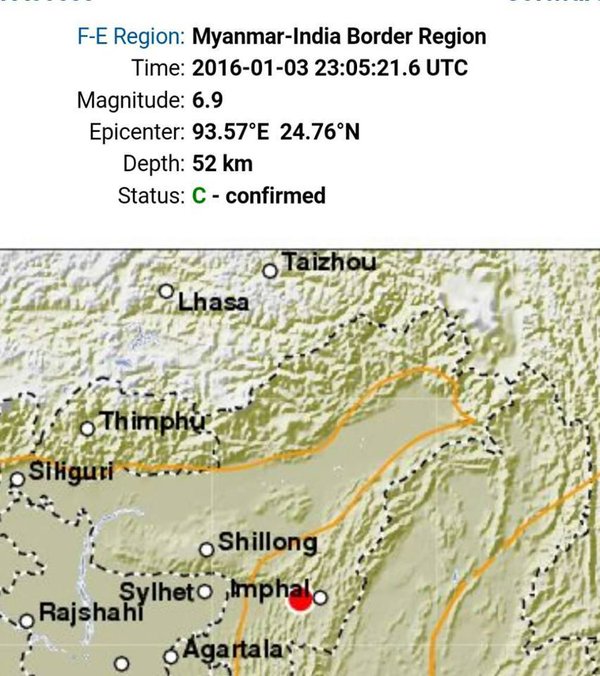 F-E Region: Myanmar-India Border Region
Time: 2016-01-03 23:05:21.6 UTC
Magnitude: 6.9
Epicenter: 93.57°E 24.76°N
Depth: 52 km
Status: C - confirmed
Taizhou
Lhasa
Thimphu
Siliguri
Shillong
Sylhet
Imphal
Rajshahi
Agartala